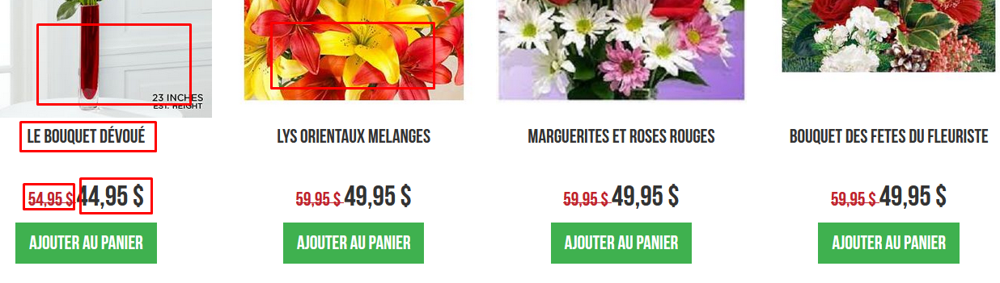 23 INCHES
EST. HEIGHT
LE BOUQUET DÉVOUÉ
54,95 $ 44,95 $
AJOUTER AU PANIER
LYS ORIENTAUX MELANGES
59,95 $ 49,95 $
AJOUTER AU PANIER
MARGUERITES ET ROSES ROUGES
59,95 $ 49,95 $
AJOUTER AU PANIER
BOUQUET DES FETES DU FLEURISTE
59,95 $ 49,95 $
AJOUTER AU PANIER